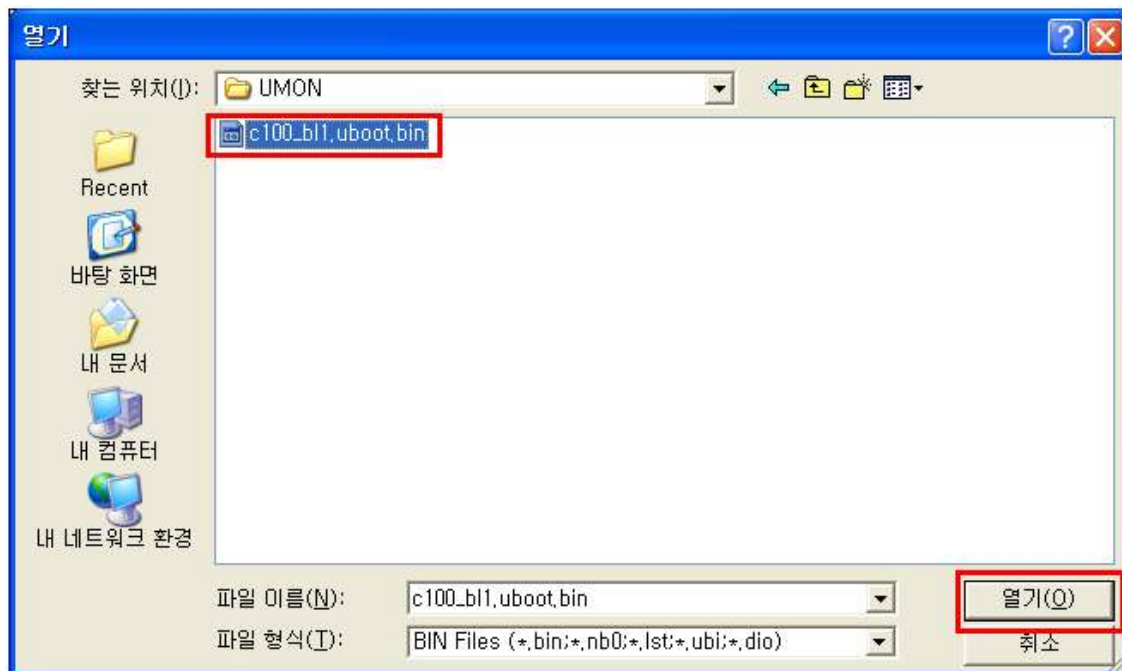 열기
찾는 위치(I):
UMON
c100_bl1.uboot.bin
Recent
바탕 화면
내 문서
내 컴퓨터
내 네트워크 환경
파일 이름(N):
c100_bl1.uboot.bin
열기(O)
파일 형식(T):
BIN Files (*.bin;*.nb0;*.lst;*.ubi;*.dio)
취소